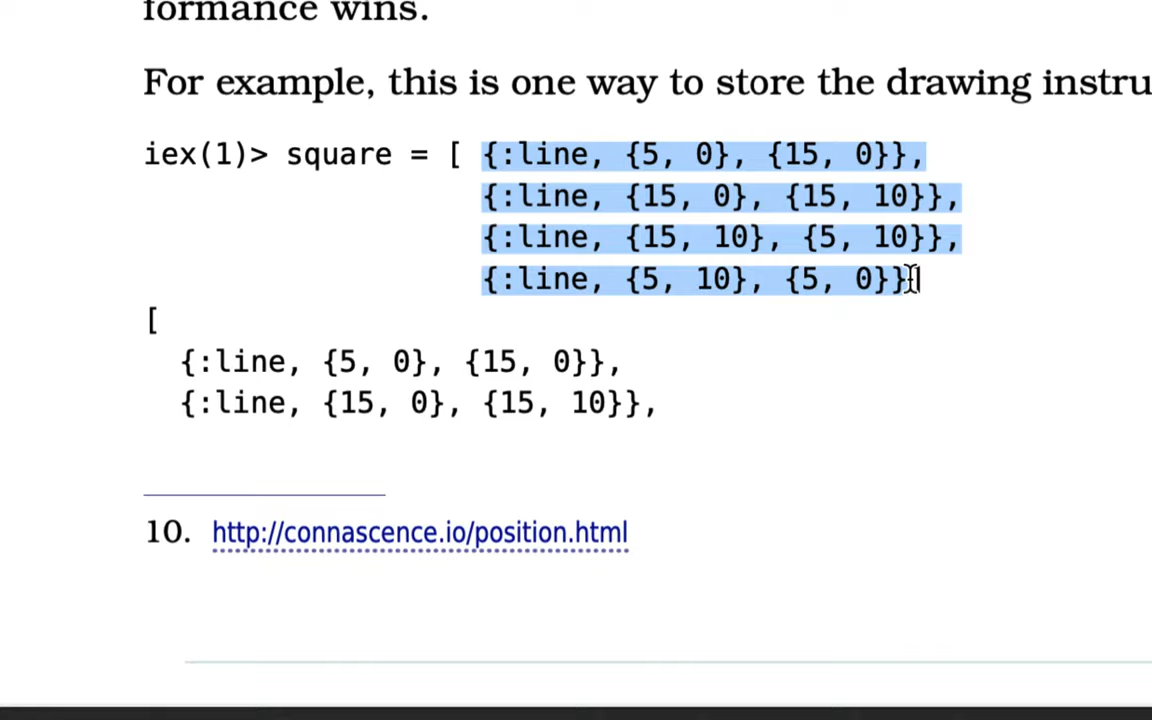 formance wins.
For example, this is one way to store the drawing instru
iex(1)> square = [ {:line, {5, 0}, {15, 0}},
{:line, {15, 0}, {15, 10}},
{:line, {15, 10}, {5, 10}},
{:line, {5, 10}, {5, 0}}]
[
{:line, {5, 0}, {15, 0}},
{:line, {15, 0}, {15, 10}},
10. http://connascence.io/position.html